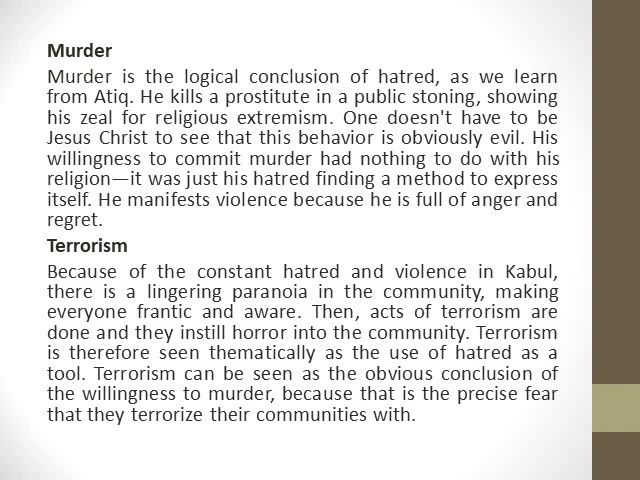 Murder
Murder is the logical conclusion of hatred, as we learn
from Atiq. He kills a prostitute in a public stoning, showing
his zeal for religious extremism. One doesn't have to be
Jesus Christ to see that this behavior is obviously evil. His
willingness to commit murder had nothing to do with his
religion—it was just his hatred finding a method to express
itself. He manifests violence because he is full of anger and
regret.
Terrorism
Because of the constant hatred and violence in Kabul,
there is a lingering paranoia in the community, making
everyone frantic and aware. Then, acts of terrorism are
done and they instill horror into the community. Terrorism
is therefore seen thematically as the use of hatred as a
tool. Terrorism can be seen as the obvious conclusion of
the willingness to murder, because that is the precise fear
that they terrorize their communities with.